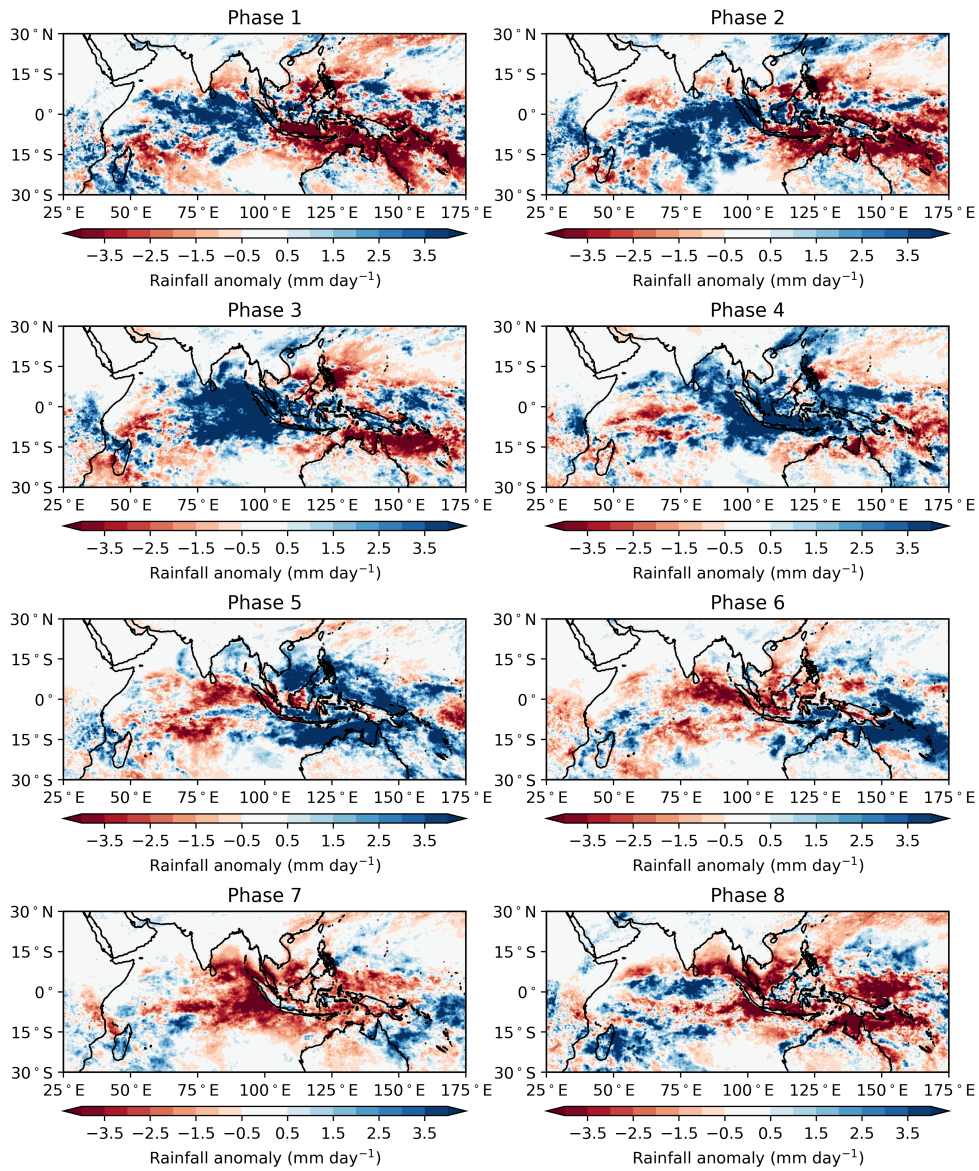 Phase 1
30° N
15° S
0°
15° S
30° S
25° E 50° E 75° E 100° E 125° E 150° E 175° E
−3.5 −2.5 −1.5 −0.5 0.5 1.5 2.5 3.5
Rainfall anomaly (mm day⁻¹)
Phase 2
30° N
15° S
0°
15° S
30° S
25° E 50° E 75° E 100° E 125° E 150° E 175° E
−3.5 −2.5 −1.5 −0.5 0.5 1.5 2.5 3.5
Rainfall anomaly (mm day⁻¹)
Phase 3
30° N
15° S
0°
15° S
30° S
25° E 50° E 75° E 100° E 125° E 150° E 175° E
−3.5 −2.5 −1.5 −0.5 0.5 1.5 2.5 3.5
Rainfall anomaly (mm day⁻¹)
Phase 4
30° N
15° S
0°
15° S
30° S
25° E 50° E 75° E 100° E 125° E 150° E 175° E
−3.5 −2.5 −1.5 −0.5 0.5 1.5 2.5 3.5
Rainfall anomaly (mm day⁻¹)
Phase 5
30° N
15° S
0°
15° S
30° S
25° E 50° E 75° E 100° E 125° E 150° E 175° E
−3.5 −2.5 −1.5 −0.5 0.5 1.5 2.5 3.5
Rainfall anomaly (mm day⁻¹)
Phase 6
30° N
15° S
0°
15° S
30° S
25° E 50° E 75° E 100° E 125° E 150° E 175° E
−3.5 −2.5 −1.5 −0.5 0.5 1.5 2.5 3.5
Rainfall anomaly (mm day⁻¹)
Phase 7
30° N
15° S
0°
15° S
30° S
25° E 50° E 75° E 100° E 125° E 150° E 175° E
−3.5 −2.5 −1.5 −0.5 0.5 1.5 2.5 3.5
Rainfall anomaly (mm day⁻¹)
Phase 8
30° N
15° S
0°
15° S
30° S
25° E 50° E 75° E 100° E 125° E 150° E 175° E
−3.5 −2.5 −1.5 −0.5 0.5 1.5 2.5 3.5
Rainfall anomaly (mm day⁻¹)